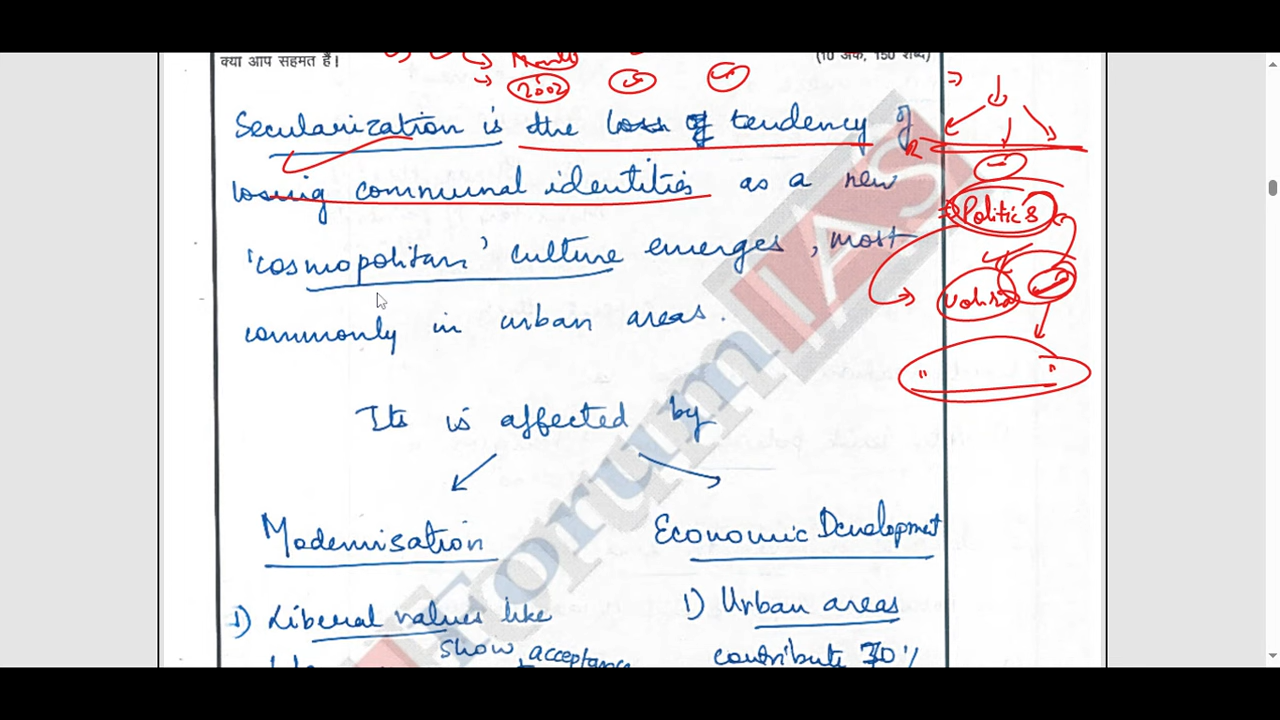 क्या आप सहमत हैं।
(10 अंक, 150 शब्द)
2002
Secularization is the loss of tendency of
losing communal identities as a new
'cosmopolitan' culture emerges, most
commonly in urban areas.
Politics
Its is affected by
Modernisation
Economic Development
1) Liberal values like
show acceptance
1) Urban areas
contribute 70%
Forum IAS